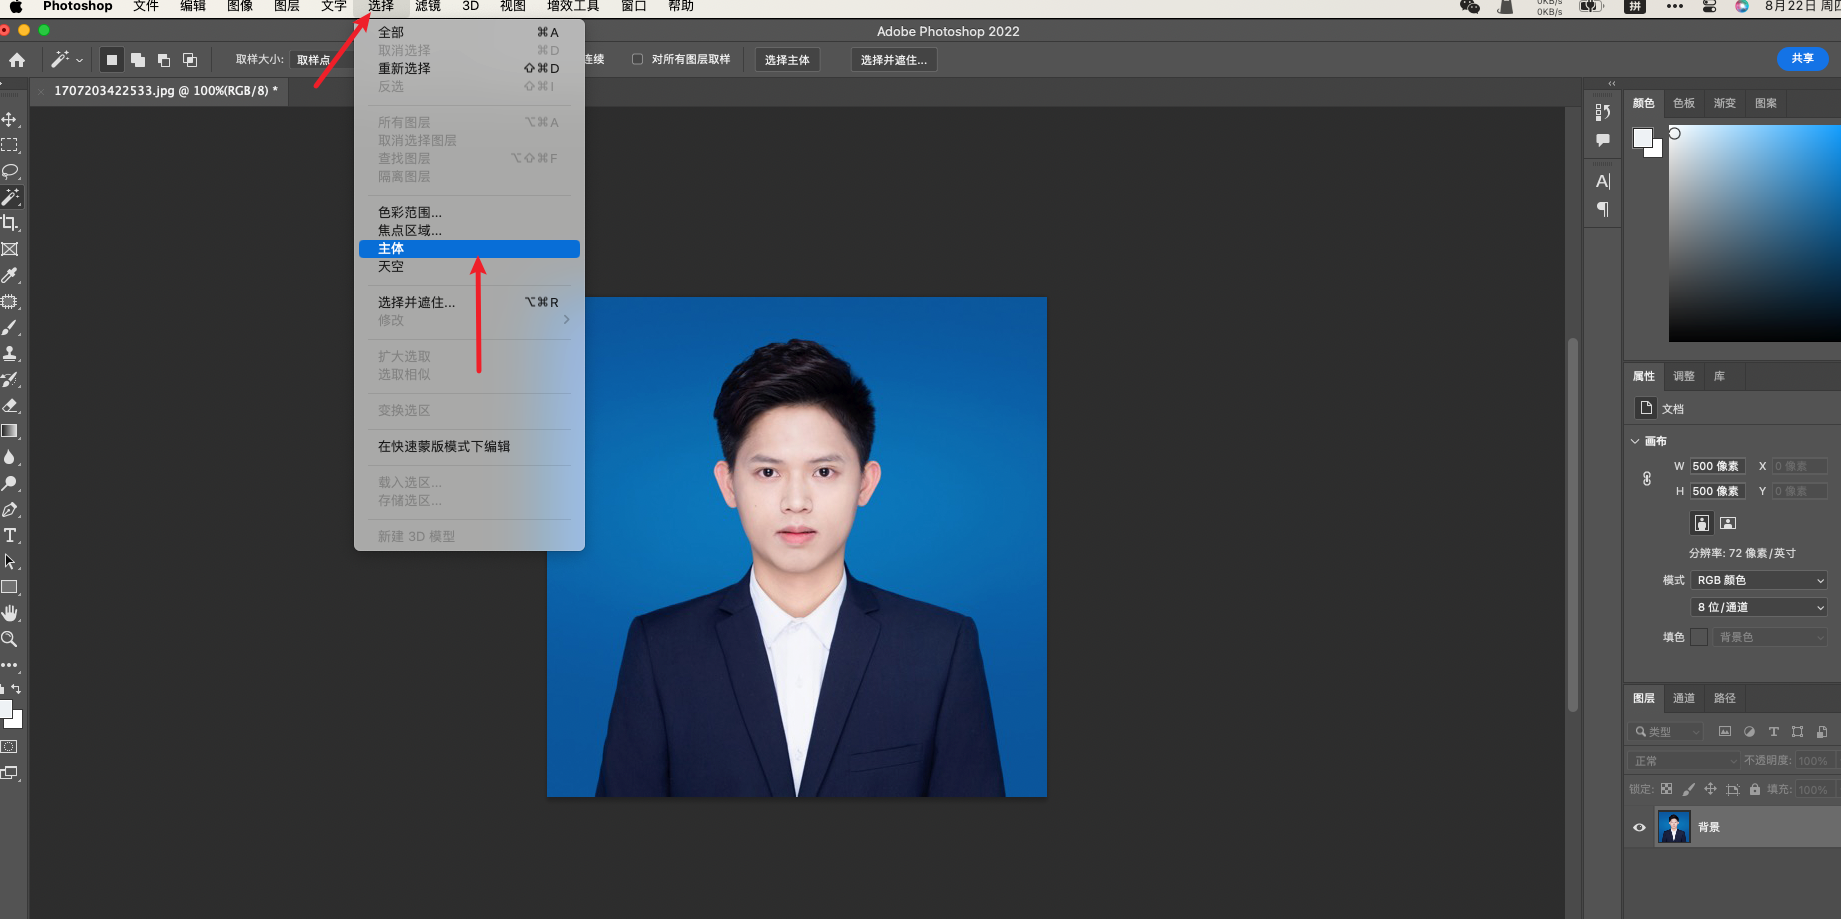 Photoshop 文件 编辑 图像 图层 文字 选择 滤镜 3D 视图 增效工具 窗口 帮助
0KB/s
0KB/s
拼
8月22日 周四
Adobe Photoshop 2022
取样大小: 取样点
连续
对所有图层取样
选择主体
选择并遮住...
共享
1707203422533.jpg @ 100%(RGB/8) *
全部 ⌘A
取消选择 ⌘D
重新选择 ⇧⌘D
反选 ⇧⌘I
所有图层 ⌥⌘A
取消选择图层
查找图层 ⌥⇧⌘F
隔离图层
色彩范围...
焦点区域...
主体
天空
选择并遮住... ⌥⌘R
修改
扩大选取
选取相似
变换选区
在快速蒙版模式下编辑
载入选区...
存储选区...
新建 3D 模型
颜色 色板 渐变 图案
属性 调整 库
文档
画布
W 500 像素 X 0 像素
H 500 像素 Y 0 像素
分辨率: 72 像素/英寸
模式 RGB 颜色
8 位/通道
填色 背景色
图层 通道 路径
类型
正常 不透明度: 100%
锁定: 填充: 100%
背景